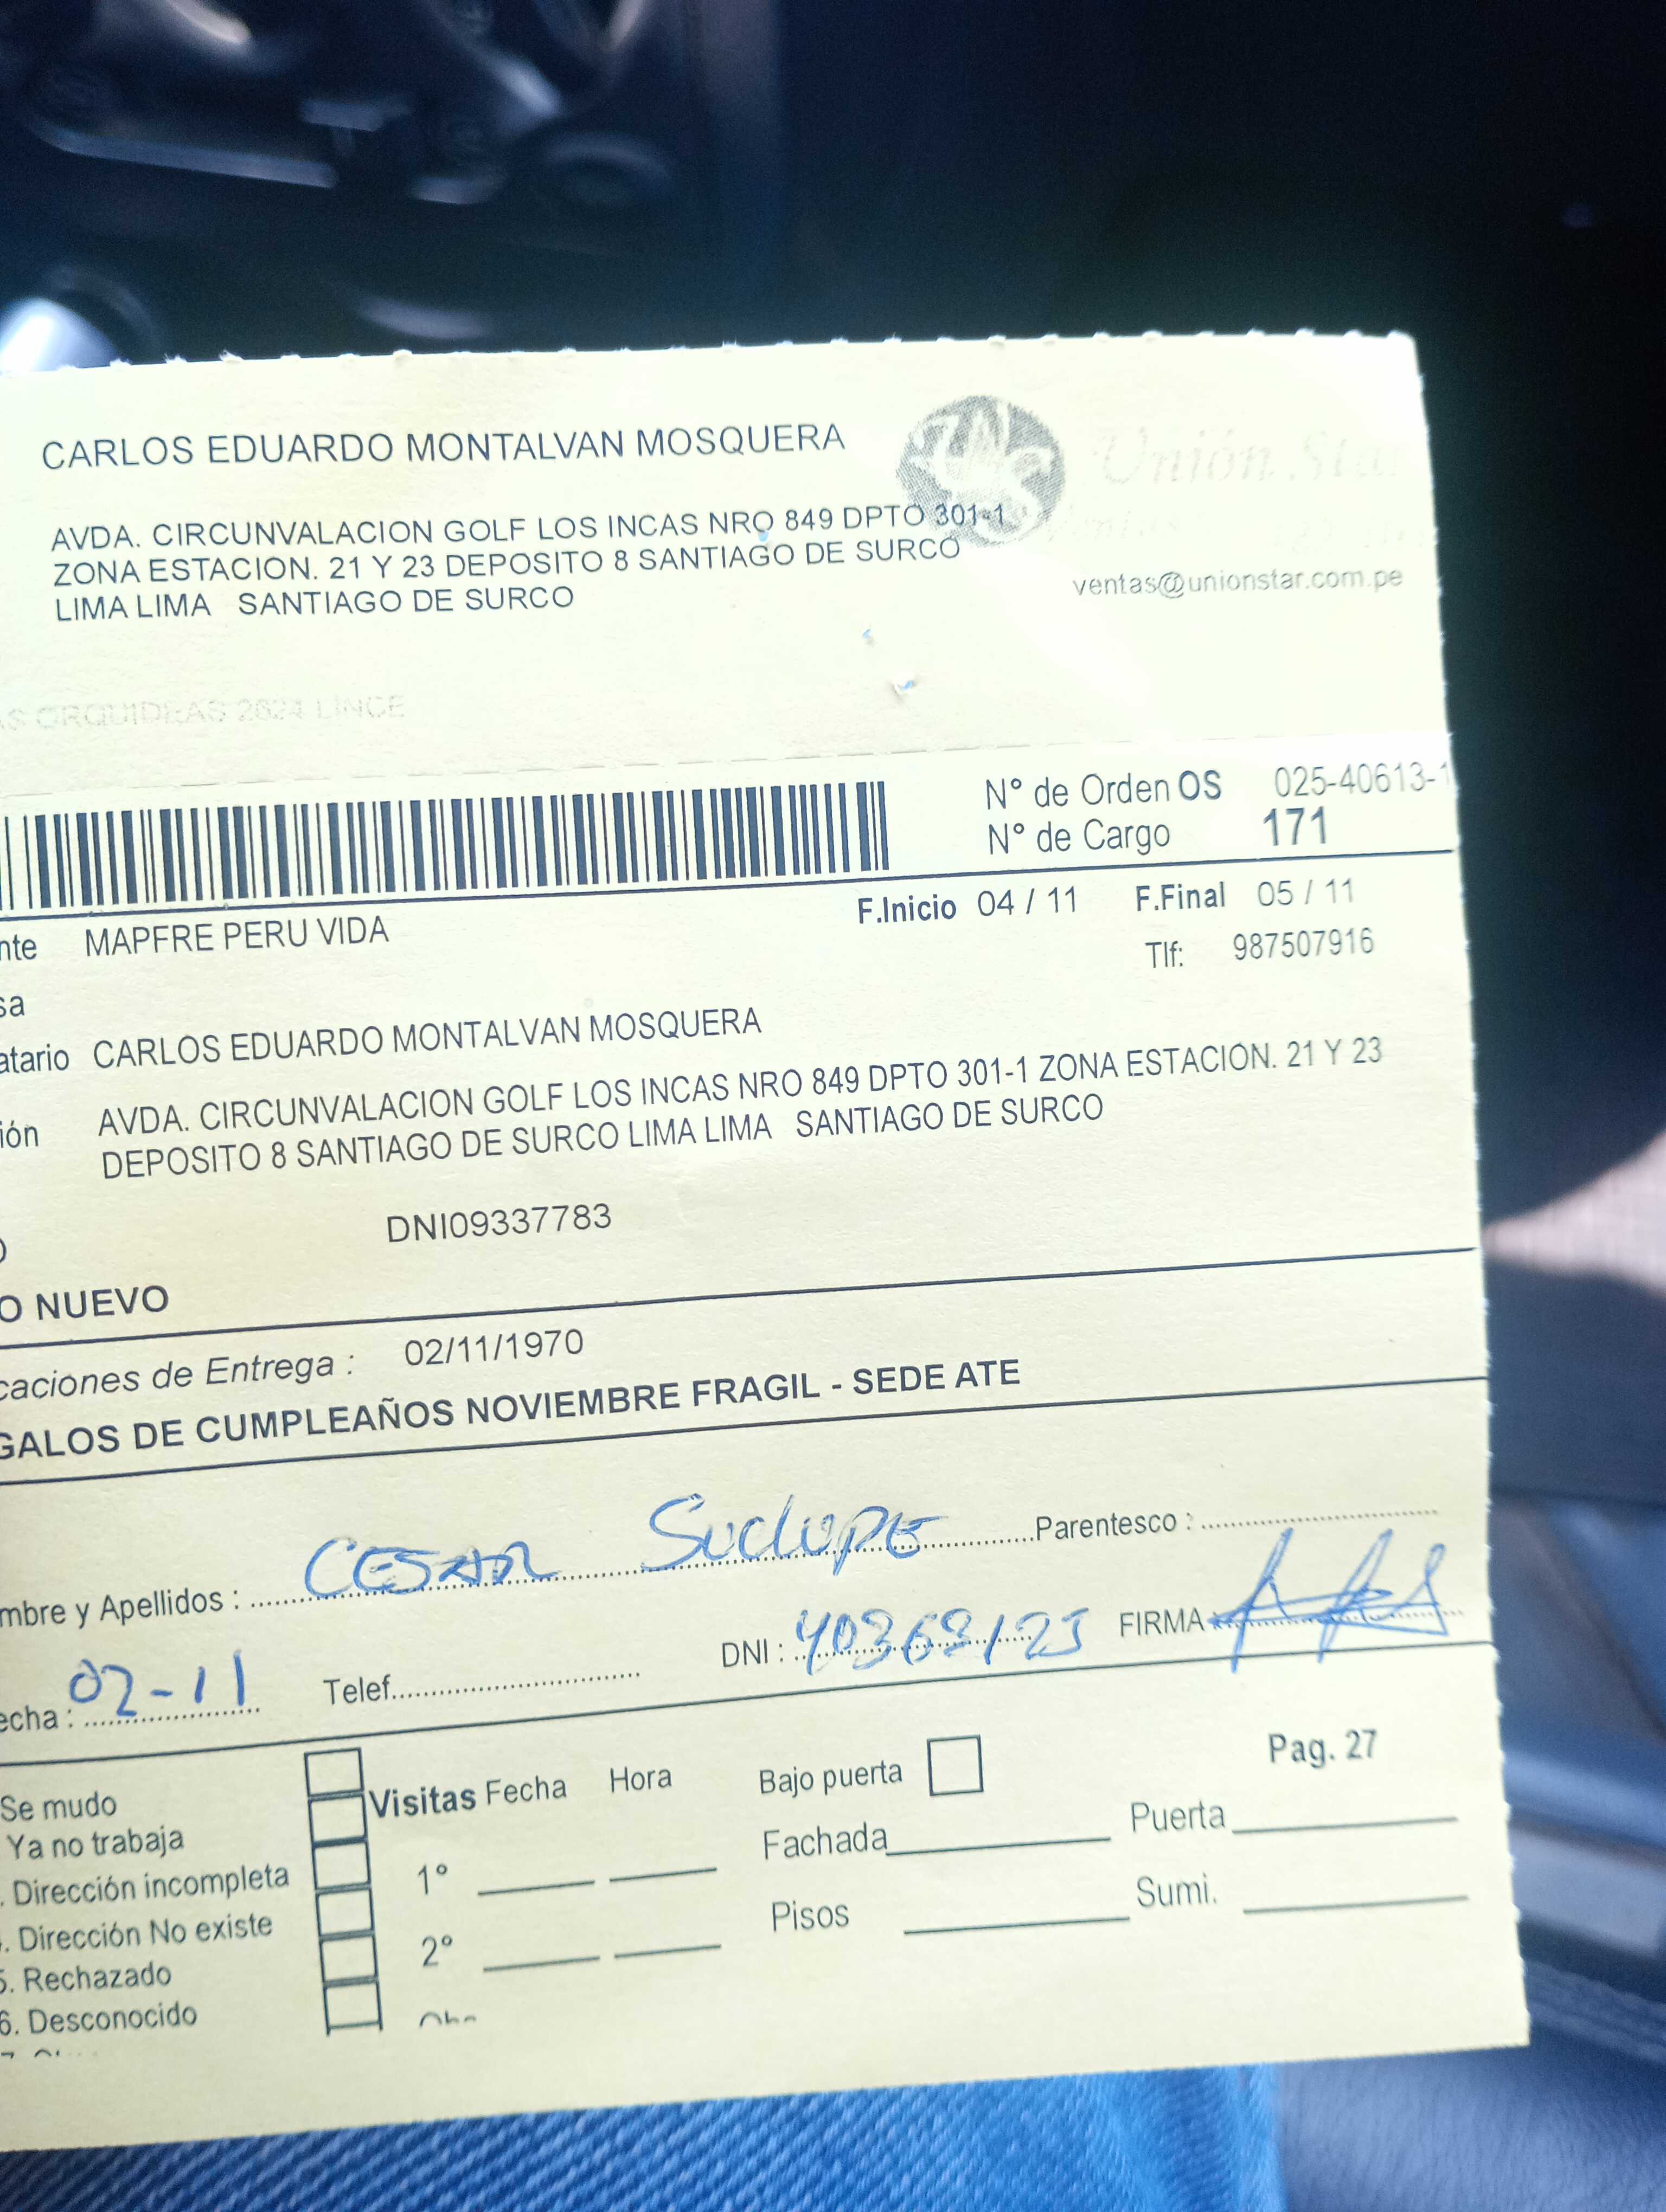 CARLOS EDUARDO MONTALVAN MOSQUERA
Unión Star
AVDA. CIRCUNVALACION GOLF LOS INCAS NRO 849 DPTO 301-1
ZONA ESTACION. 21 Y 23 DEPOSITO 8 SANTIAGO DE SURCO
LIMA LIMA SANTIAGO DE SURCO
ventas@unionstar.com.pe
AS ORQUIDEAS 2624 LINCE
N° de Orden OS 025-40613-1
N° de Cargo 171
F.Inicio 04 / 11 F.Final 05 / 11
nte MAPFRE PERU VIDA
Tlf: 987507916
sa
atario CARLOS EDUARDO MONTALVAN MOSQUERA
ión AVDA. CIRCUNVALACION GOLF LOS INCAS NRO 849 DPTO 301-1 ZONA ESTACION. 21 Y 23
DEPOSITO 8 SANTIAGO DE SURCO LIMA LIMA SANTIAGO DE SURCO
DNI09337783
O NUEVO
caciones de Entrega : 02/11/1970
GALOS DE CUMPLEAÑOS NOVIEMBRE FRAGIL - SEDE ATE
mbre y Apellidos : CESAR Suclupe Parentesco :
echa : 02-11 Telef. DNI : 40368125 FIRMA
Se mudo
Ya no trabaja
. Dirección incompleta
. Dirección No existe
5. Rechazado
6. Desconocido
Visitas Fecha Hora
1°
2°
Bajo puerta
Pag. 27
Fachada Puerta
Pisos Sumi.